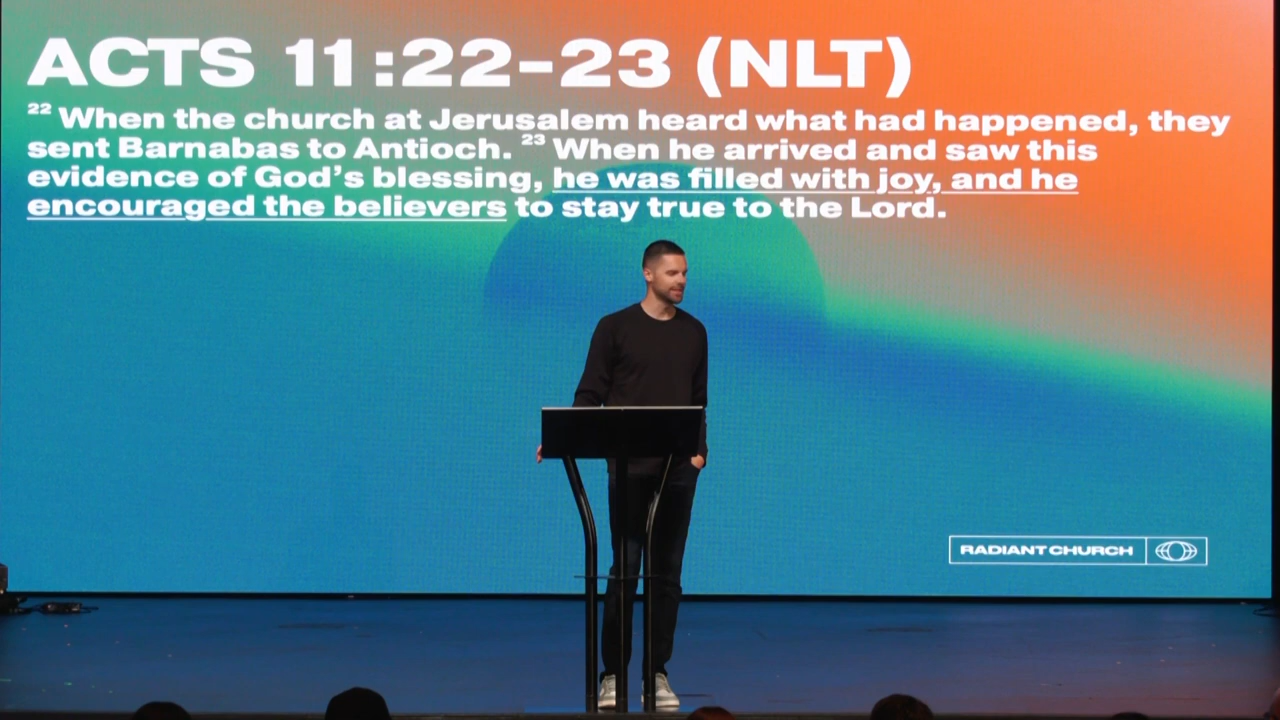 ACTS 11:22-23 (NLT)
22 When the church at Jerusalem heard what had happened, they
sent Barnabas to Antioch. 23 When he arrived and saw this
evidence of God's blessing, he was filled with joy, and he
encouraged the believers to stay true to the Lord.
RADIANT CHURCH